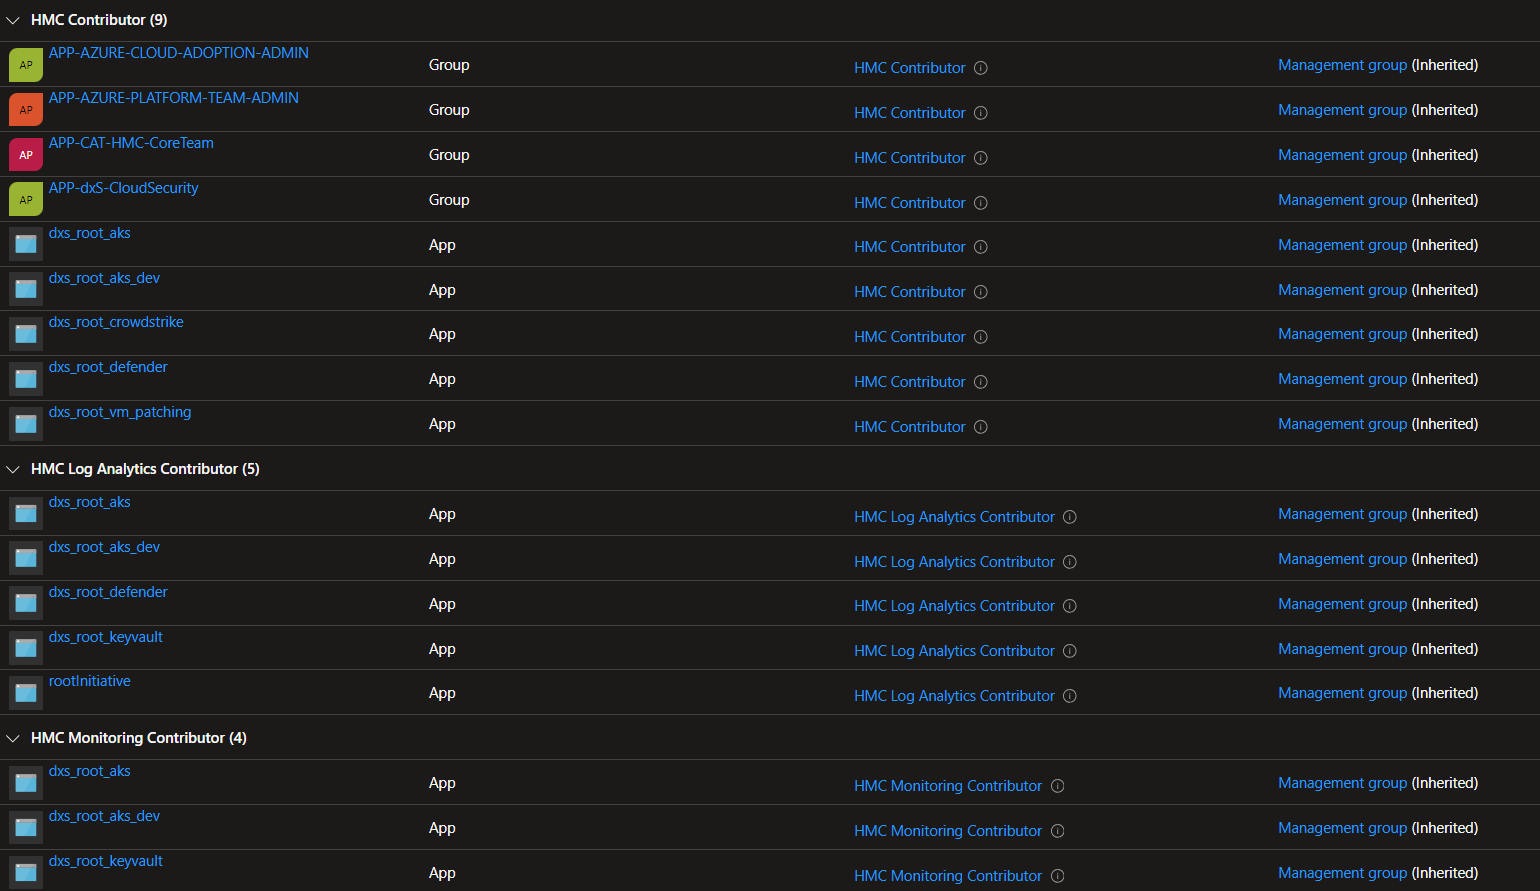 HMC Contributor (9)
AP APP-AZURE-CLOUD-ADOPTION-ADMIN Group HMC Contributor Management group (Inherited)
AP APP-AZURE-PLATFORM-TEAM-ADMIN Group HMC Contributor Management group (Inherited)
AP APP-CAT-HMC-CoreTeam Group HMC Contributor Management group (Inherited)
AP APP-dxS-CloudSecurity Group HMC Contributor Management group (Inherited)
dxs_root_aks App HMC Contributor Management group (Inherited)
dxs_root_aks_dev App HMC Contributor Management group (Inherited)
dxs_root_crowdstrike App HMC Contributor Management group (Inherited)
dxs_root_defender App HMC Contributor Management group (Inherited)
dxs_root_vm_patching App HMC Contributor Management group (Inherited)
HMC Log Analytics Contributor (5)
dxs_root_aks App HMC Log Analytics Contributor Management group (Inherited)
dxs_root_aks_dev App HMC Log Analytics Contributor Management group (Inherited)
dxs_root_defender App HMC Log Analytics Contributor Management group (Inherited)
dxs_root_keyvault App HMC Log Analytics Contributor Management group (Inherited)
rootInitiative App HMC Log Analytics Contributor Management group (Inherited)
HMC Monitoring Contributor (4)
dxs_root_aks App HMC Monitoring Contributor Management group (Inherited)
dxs_root_aks_dev App HMC Monitoring Contributor Management group (Inherited)
dxs_root_keyvault App HMC Monitoring Contributor Management group (Inherited)